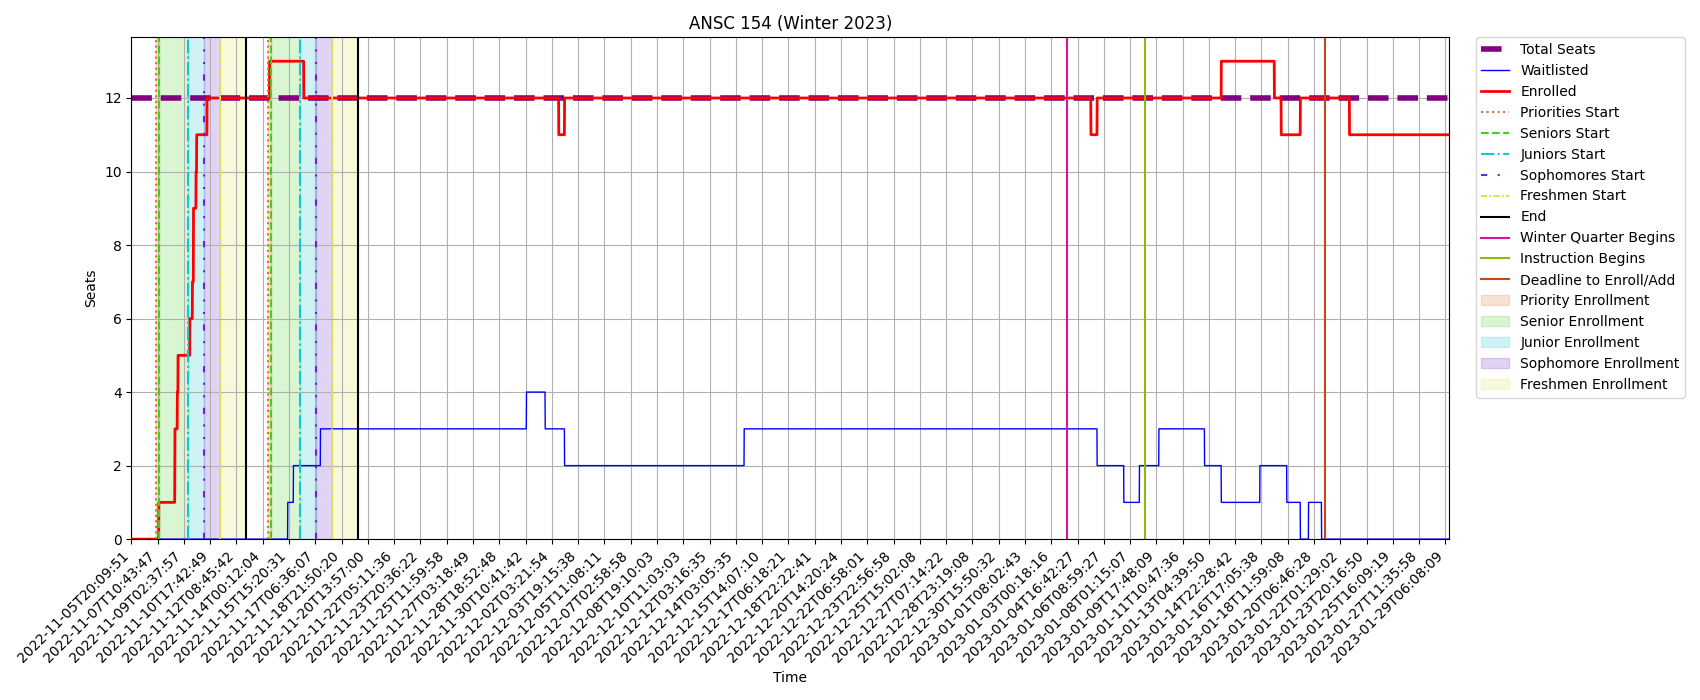 ANSC 154 (Winter 2023)
Total Seats
Waitlisted
Enrolled
Priorities Start
Seniors Start
Juniors Start
Sophomores Start
Freshmen Start
End
Winter Quarter Begins
Instruction Begins
Deadline to Enroll/Add
Priority Enrollment
Senior Enrollment
Junior Enrollment
Sophomore Enrollment
Freshmen Enrollment
Seats
12
10
8
6
4
2
0
2022-11-05T20:09:51
2022-11-07T10:43:47
2022-11-09T02:37:57
2022-11-10T17:42:49
2022-11-12T08:45:42
2022-11-14T00:12:04
2022-11-15T15:20:31
2022-11-17T06:36:07
2022-11-18T21:50:20
2022-11-20T13:57:00
2022-11-22T05:11:36
2022-11-23T20:36:22
2022-11-25T11:59:58
2022-11-27T03:18:49
2022-11-28T18:52:48
2022-11-30T10:41:42
2022-12-02T03:21:54
2022-12-03T19:15:38
2022-12-05T11:08:11
2022-12-07T02:58:58
2022-12-08T19:10:03
2022-12-10T11:03:03
2022-12-12T03:16:35
2022-12-14T03:05:35
2022-12-15T14:07:10
2022-12-17T06:18:21
2022-12-18T22:22:41
2022-12-20T14:20:24
2022-12-22T06:58:01
2022-12-23T22:56:58
2022-12-25T15:02:08
2022-12-27T07:14:22
2022-12-28T23:19:08
2022-12-30T15:50:32
2023-01-01T08:02:43
2023-01-03T00:18:16
2023-01-04T16:42:27
2023-01-06T08:59:27
2023-01-08T01:15:07
2023-01-09T17:48:09
2023-01-11T10:47:36
2023-01-13T04:39:50
2023-01-14T22:28:42
2023-01-16T17:05:38
2023-01-18T11:59:08
2023-01-20T06:46:28
2023-01-22T01:29:02
2023-01-23T20:16:50
2023-01-25T16:09:19
2023-01-27T11:35:58
2023-01-29T06:08:09
Time